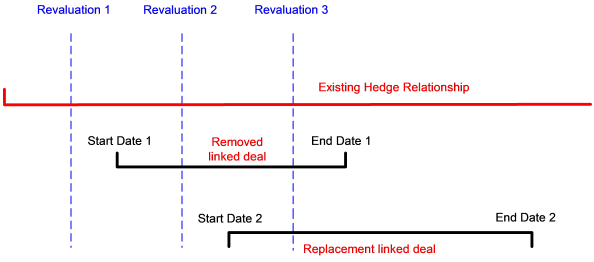 Revaluation 1 Revaluation 2 Revaluation 3
Existing Hedge Relationship
Start Date 1 Removed End Date 1
linked deal
Start Date 2 End Date 2
Replacement linked deal